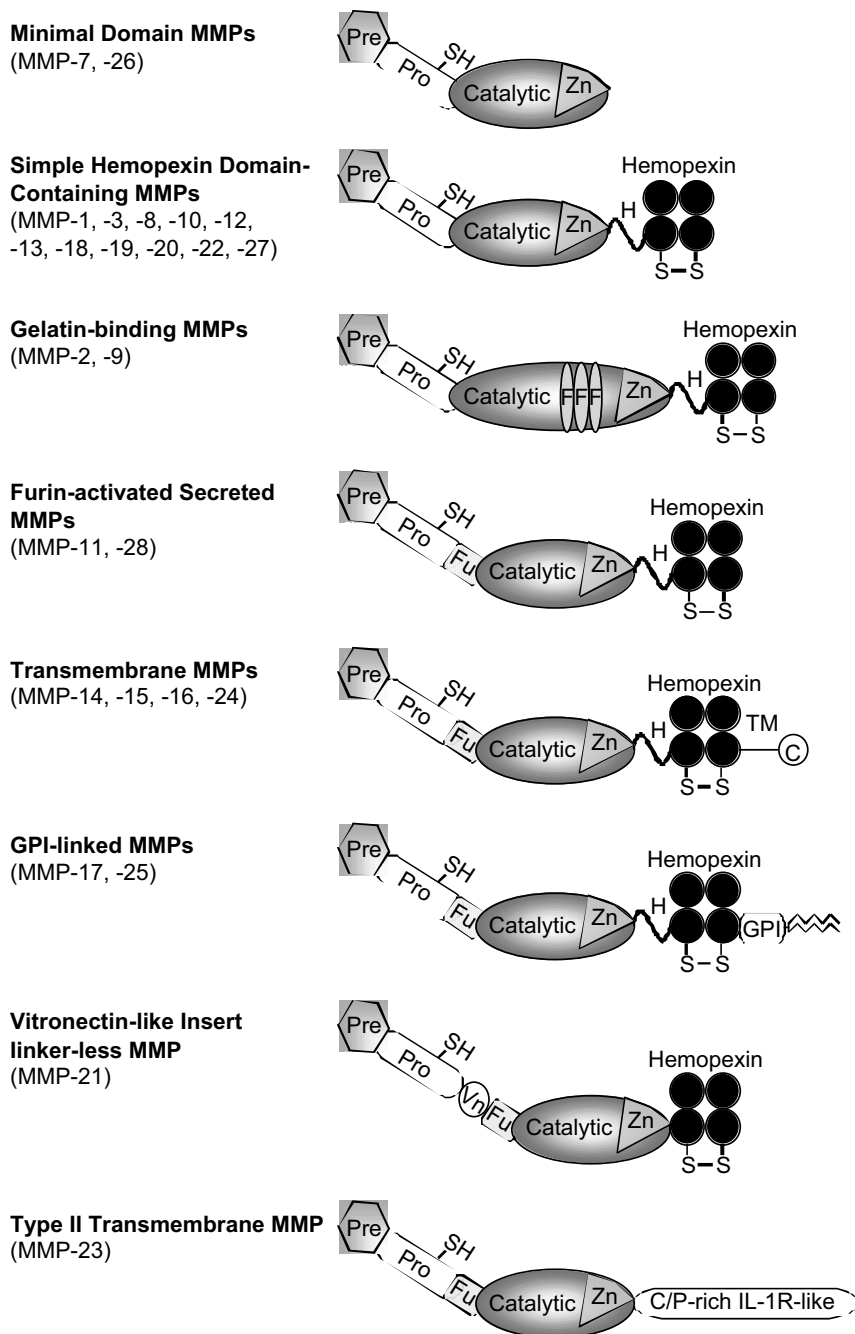 Minimal Domain MMPs
(MMP-7, -26)
Pre
Pro
SH
Catalytic
Zn
Simple Hemopexin Domain-
Containing MMPs
(MMP-1, -3, -8, -10, -12,
-13, -18, -19, -20, -22, -27)
Pre
Pro
SH
Catalytic
Zn
H
Hemopexin
S–S
Gelatin-binding MMPs
(MMP-2, -9)
Pre
Pro
SH
Catalytic
FFF
Zn
H
Hemopexin
S–S
Furin-activated Secreted
MMPs
(MMP-11, -28)
Pre
Pro
SH
Fu
Catalytic
Zn
H
Hemopexin
S–S
Transmembrane MMPs
(MMP-14, -15, -16, -24)
Pre
Pro
SH
Fu
Catalytic
Zn
H
Hemopexin
S–S
TM
C
GPI-linked MMPs
(MMP-17, -25)
Pre
Pro
SH
Fu
Catalytic
Zn
H
Hemopexin
S–S
GPI
Vitronectin-like Insert
linker-less MMP
(MMP-21)
Pre
Pro
SH
Vn
Fu
Catalytic
Zn
Hemopexin
S–S
Type II Transmembrane MMP
(MMP-23)
Pre
Pro
SH
Fu
Catalytic
Zn
C/P-rich IL-1R-like